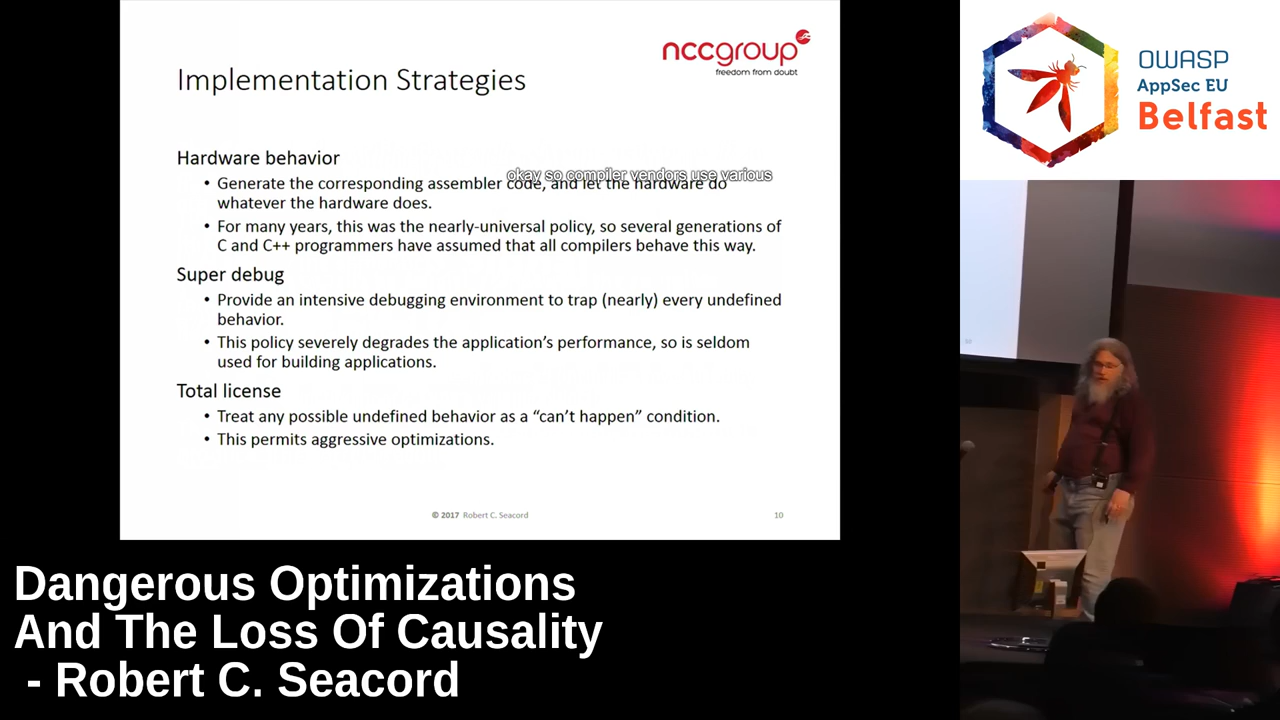 nccgroup
freedom from doubt
Implementation Strategies
Hardware behavior
okay so compiler vendors use various
• Generate the corresponding assembler code, and let the hardware do
whatever the hardware does.
• For many years, this was the nearly-universal policy, so several generations of
C and C++ programmers have assumed that all compilers behave this way.
Super debug
• Provide an intensive debugging environment to trap (nearly) every undefined
behavior.
• This policy severely degrades the application's performance, so is seldom
used for building applications.
Total license
• Treat any possible undefined behavior as a “can't happen” condition.
• This permits aggressive optimizations.
© 2017 Robert C. Seacord
10
OWASP
AppSec EU
Belfast
Dangerous Optimizations
And The Loss Of Causality
- Robert C. Seacord